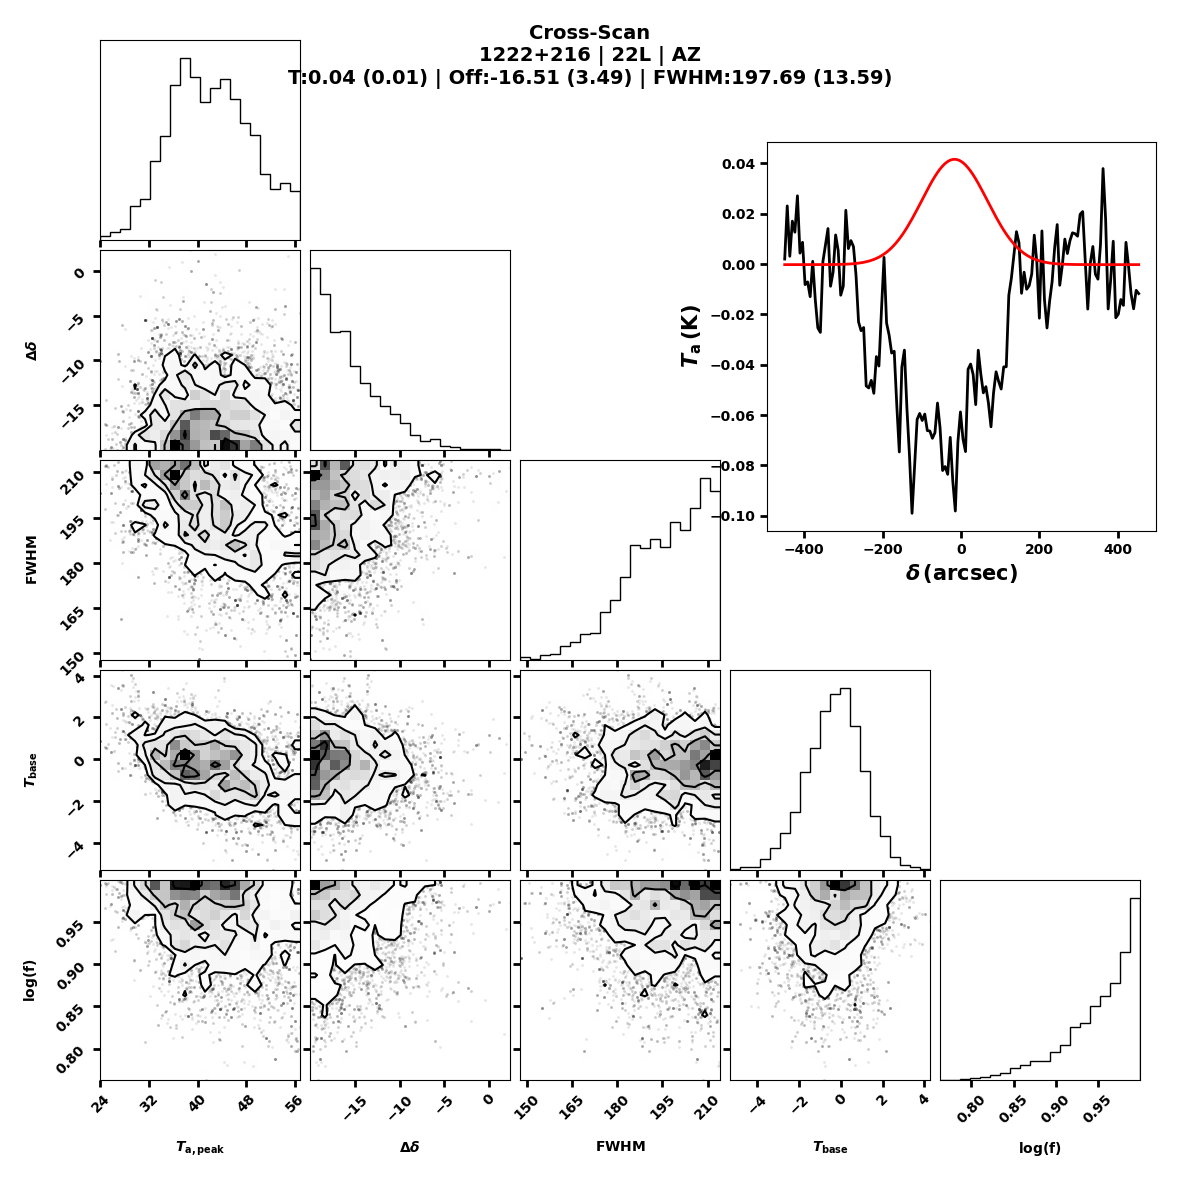 Cross-Scan
1222+216 | 22L | AZ
T:0.04 (0.01) | Off:-16.51 (3.49) | FWHM:197.69 (13.59)
0.04
0.02
0.00
−0.02
−0.04
−0.06
−0.08
−0.10
Ta (K)
−400 −200 0 200 400
δ (arcsec)
0
−5
−10
−15
Δδ
210
195
180
165
150
FWHM
4
2
0
−2
−4
Tbase
0.95
0.90
0.85
0.80
log(f)
24 32 40 48 56
−15 −10 −5 0
150 165 180 195 210
−4 −2 0 2 4
0.80 0.85 0.90 0.95
Ta, peak
Δδ
FWHM
Tbase
log(f)